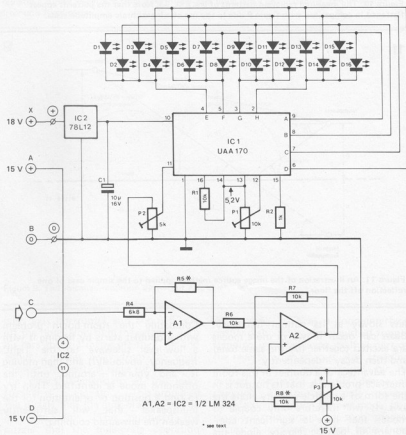 D1 D3 D5 D7 D9 D11 D13 D15
D2 D4 D6 D8 D10 D12 D14 D16
4 5 3 2
E F G H
X
18 V
IC2
78L12
10
IC1
UAA 170
A 9
B 8
C 7
D 6
A
15 V
C1
10µ
16V
11 1 16 14 13 12 15
P2
5k
R1
10k
5,2V
P1
10k
R2
1k
B
0
0
R5*
C
R4
6k8
A1
R6
10k
R7
10k
A2
4
IC2
11
R8*
10k
P3
*
10k
D
15 V
A1,A2 = IC2 = 1/2 LM 324
15 V
* see text